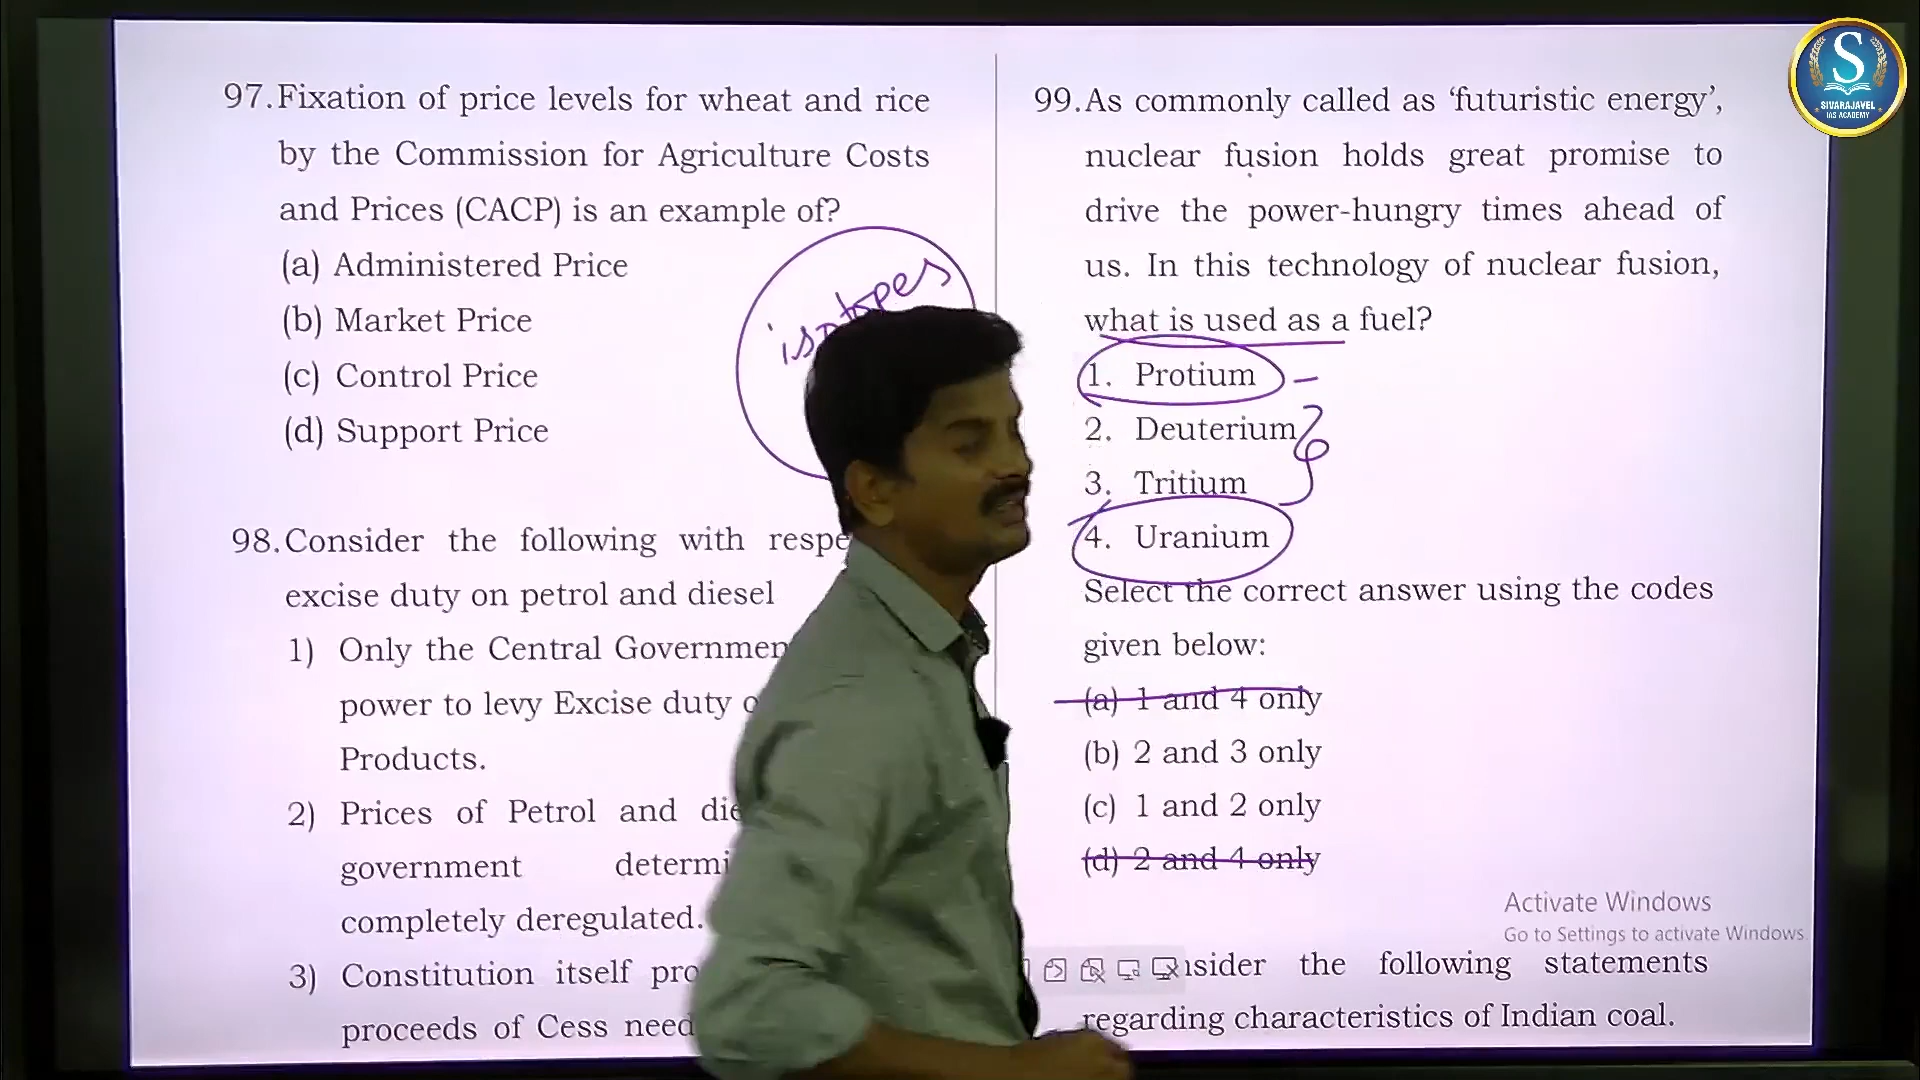 97. Fixation of price levels for wheat and rice
by the Commission for Agriculture Costs
and Prices (CACP) is an example of?
(a) Administered Price
(b) Market Price
(c) Control Price
(d) Support Price
isotopes
98. Consider the following with
excise duty on petrol and diesel
1) Only the Central
power to levy Excise duty
Products.
2) Prices of Petrol and
government
completely deregulated.
3) Constitution itself
proceeds of Cess need
99. As commonly called as ‘futuristic energy’,
nuclear fusion holds great promise to
drive the power-hungry times ahead of
us. In this technology of nuclear fusion,
what is used as a fuel?
1. Protium
2. Deuterium
3. Tritium
4. Uranium
Select the correct answer using the codes
given below:
(a) 1 and 4 only
(b) 2 and 3 only
(c) 1 and 2 only
(d) 2 and 4 only
the following statements
regarding characteristics of Indian coal.
Activate Windows
Go to Settings to activate Windows
S
SIVARAJAVEL
IAS ACADEMY